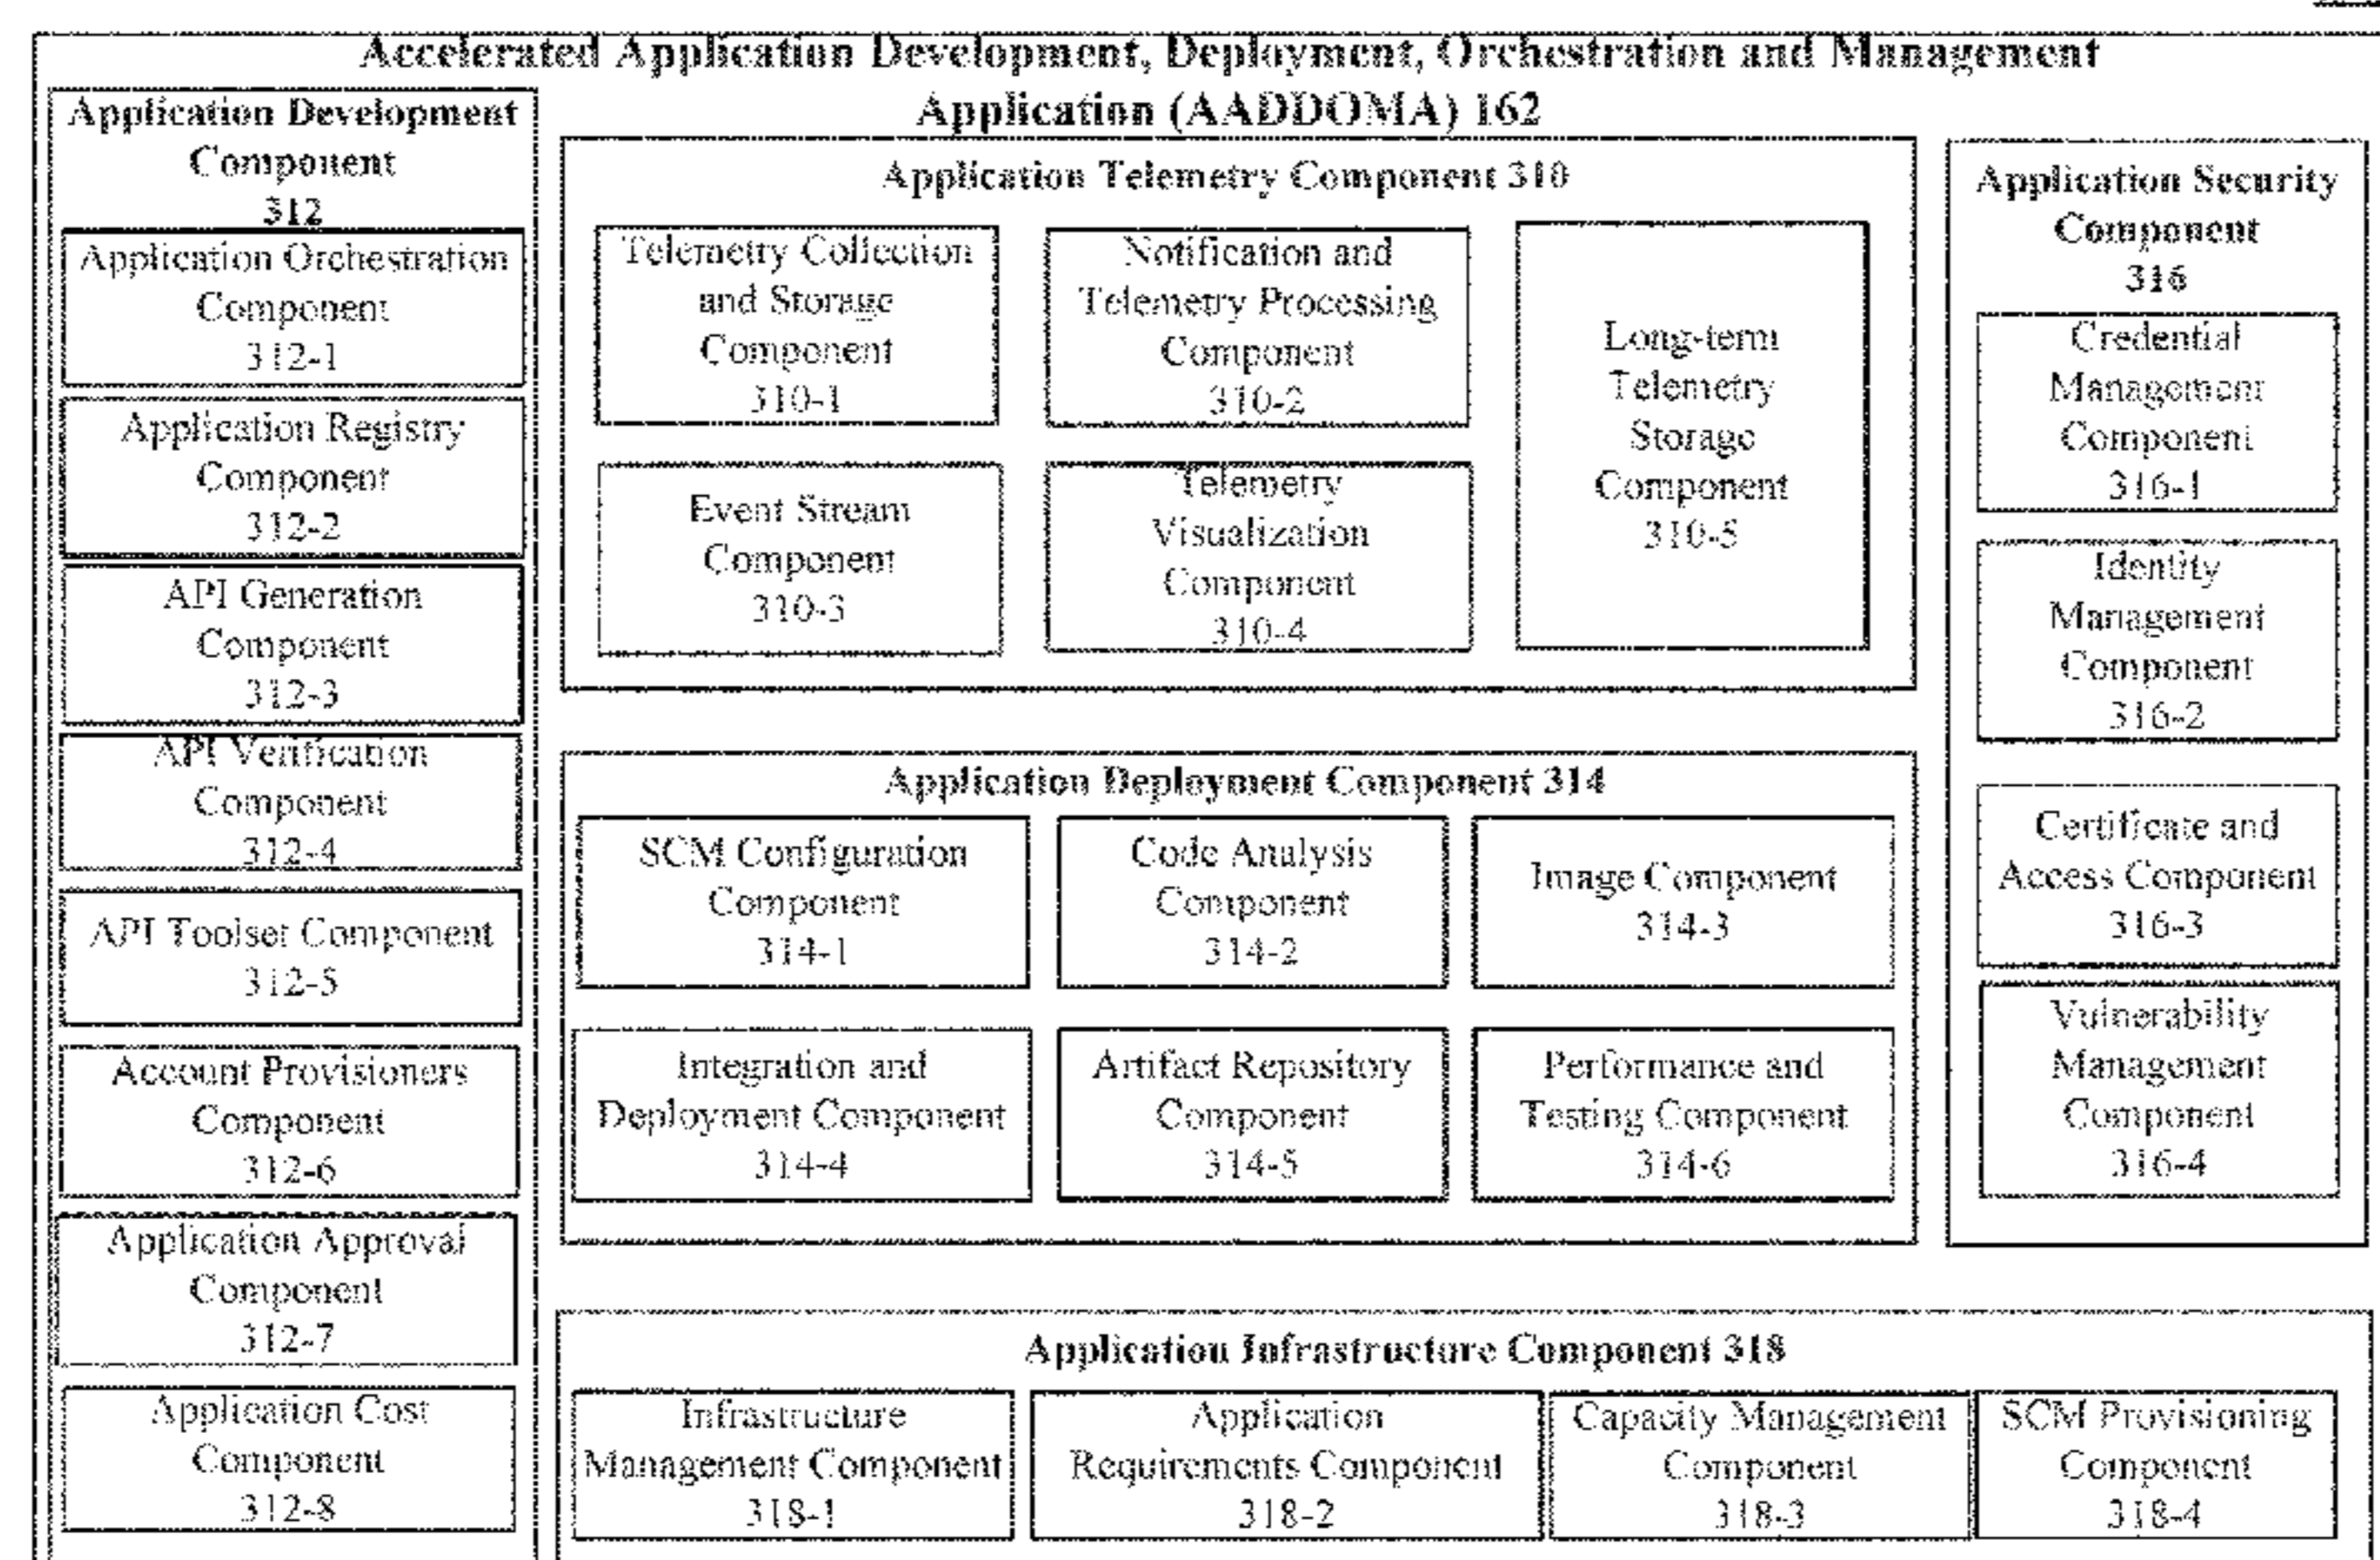 Accelerated Application Development, Deployment, Orchestration and Management
Application (AADDOMA) 162
Application Development
Component
312
Application Orchestration
Component
312-1
Application Registry
Component
312-2
API Generation
Component
312-3
API Verification
Component
312-4
API Toolset Component
312-5
Account Provisioners
Component
312-6
Application Approval
Component
312-7
Application Cost
Component
312-8
Application Telemetry Component 310
Telemetry Collection
and Storage
Component
310-1
Notification and
Telemetry Processing
Component
310-2
Event Stream
Component
310-3
Telemetry
Visualization
Component
310-4
Long-term
Telemetry
Storage
Component
310-5
Application Deployment Component 314
SCM Configuration
Component
314-1
Code Analysis
Component
314-2
Image Component
314-3
Integration and
Deployment Component
314-4
Artifact Repository
Component
314-5
Performance and
Testing Component
314-6
Application Security
Component
316
Credential
Management
Component
316-1
Identity
Management
Component
316-2
Certificate and
Access Component
316-3
Vulnerability
Management
Component
316-4
Application Infrastructure Component 318
Infrastructure
Management Component
318-1
Application
Requirements Component
318-2
Capacity Management
Component
318-3
SCM Provisioning
Component
318-4